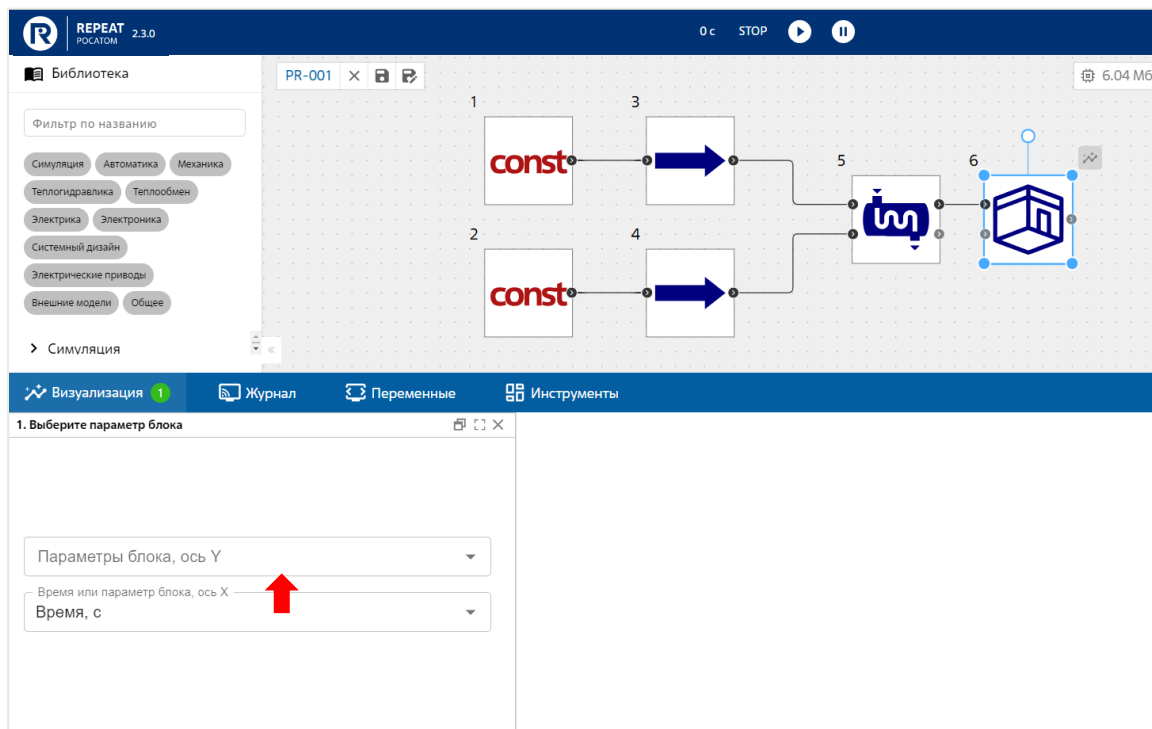 R
REPEAT 2.3.0
РОСАТОМ
0 с STOP
Библиотека
PR-001
6.04 Мб
Фильтр по названию
Симуляция Автоматика Механика
Теплогидравлика Теплообмен
Электрика Электроника
Системный дизайн
Электрические приводы
Внешние модели Общее
Симуляция
1 3
const
5 6
2 4
const
Визуализация 1 Журнал Переменные Инструменты
1. Выберите параметр блока
Параметры блока, ось Y
Время или параметр блока, ось X
Время, с